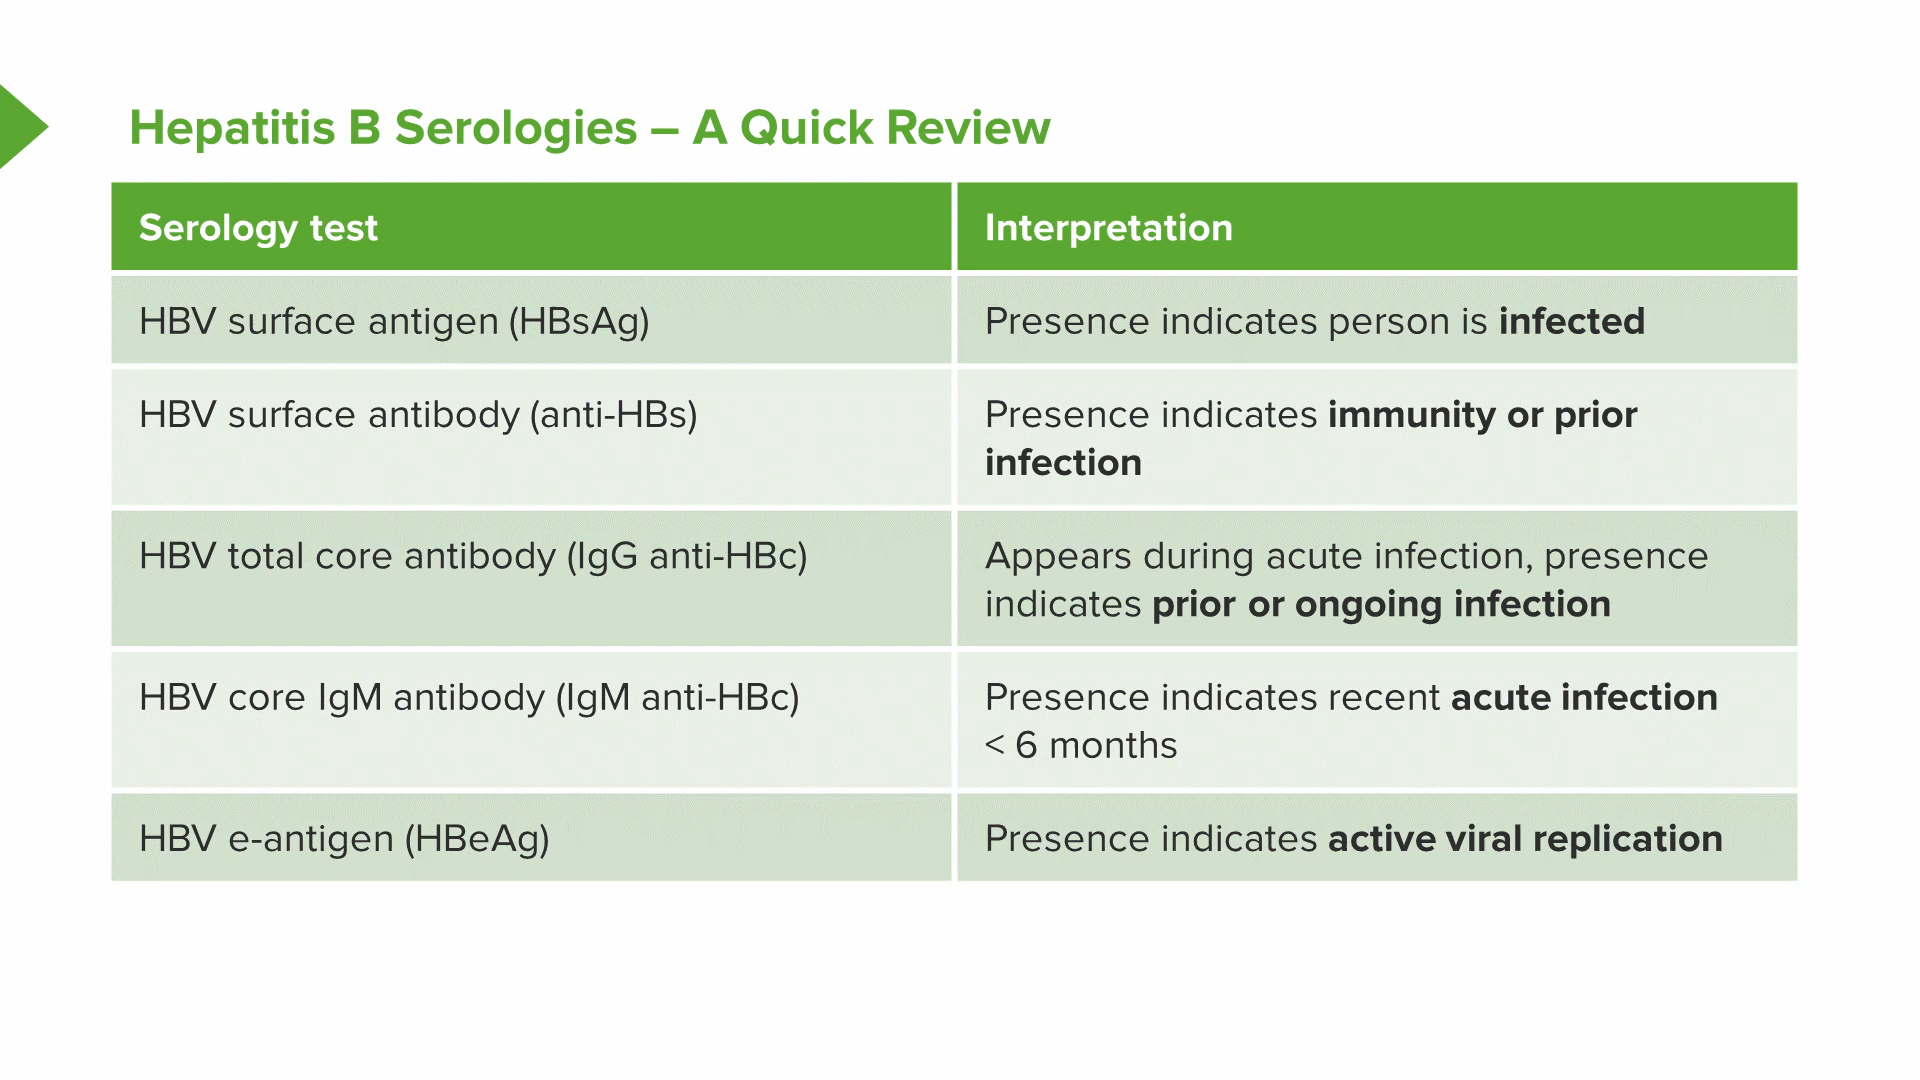 Hepatitis B Serologies – A Quick Review
Serology test
Interpretation
HBV surface antigen (HBsAg)
Presence indicates person is infected
HBV surface antibody (anti-HBs)
Presence indicates immunity or prior
infection
HBV total core antibody (IgG anti-HBc)
Appears during acute infection, presence
indicates prior or ongoing infection
HBV core IgM antibody (IgM anti-HBc)
Presence indicates recent acute infection
< 6 months
HBV e-antigen (HBeAg)
Presence indicates active viral replication